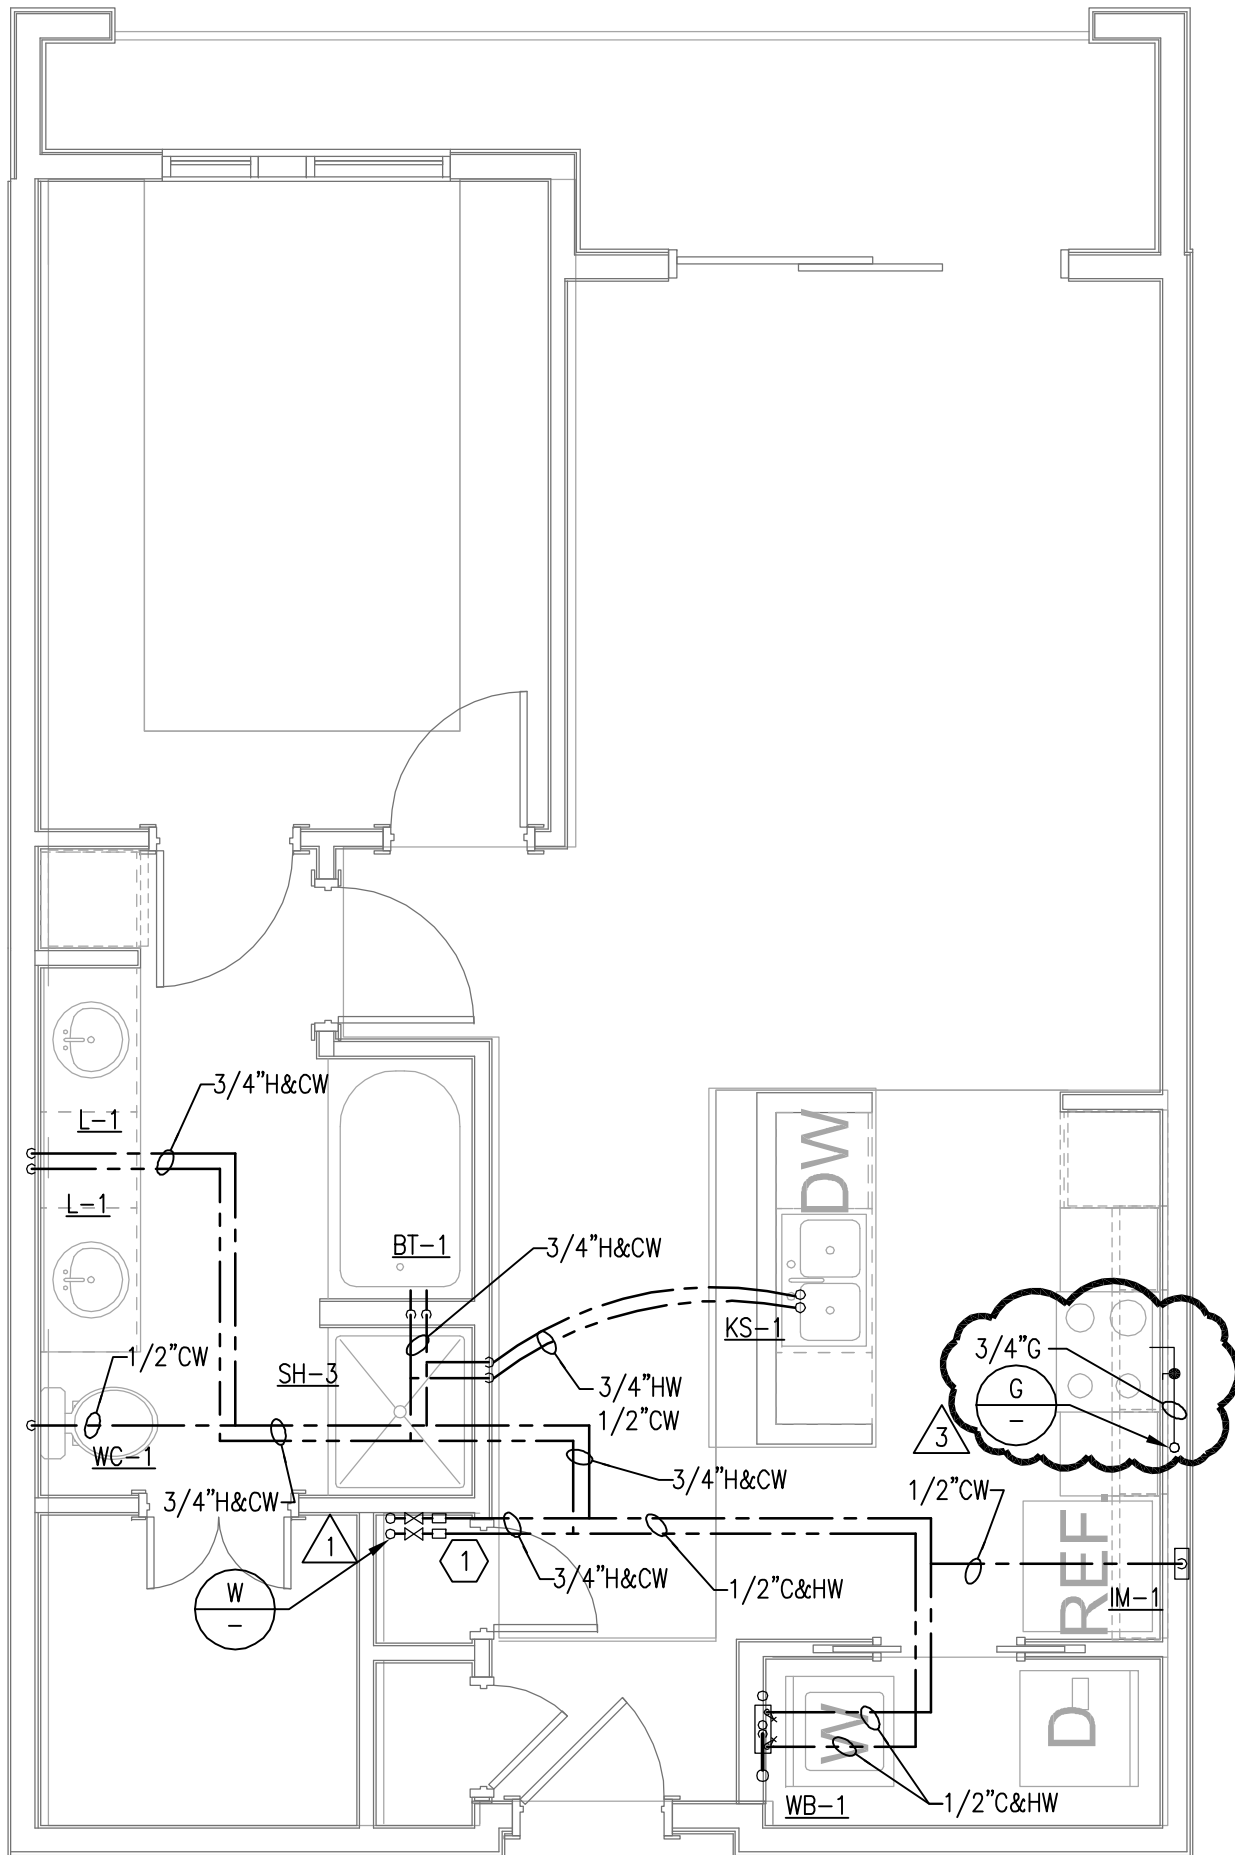 3/4"H&CW
L-1
DW
L-1
BT-1
3/4"H&CW
KS-1
1/2"CW
SH-3
3/4"G
3/4"HW
1/2"CW
G
-
3
WC-1
3/4"H&CW
3/4"H&CW
1/2"CW
1
1
3/4"H&CW
1/2"C&HW
REF.
IM-1
W
-
W
D
WB-1
1/2"C&HW